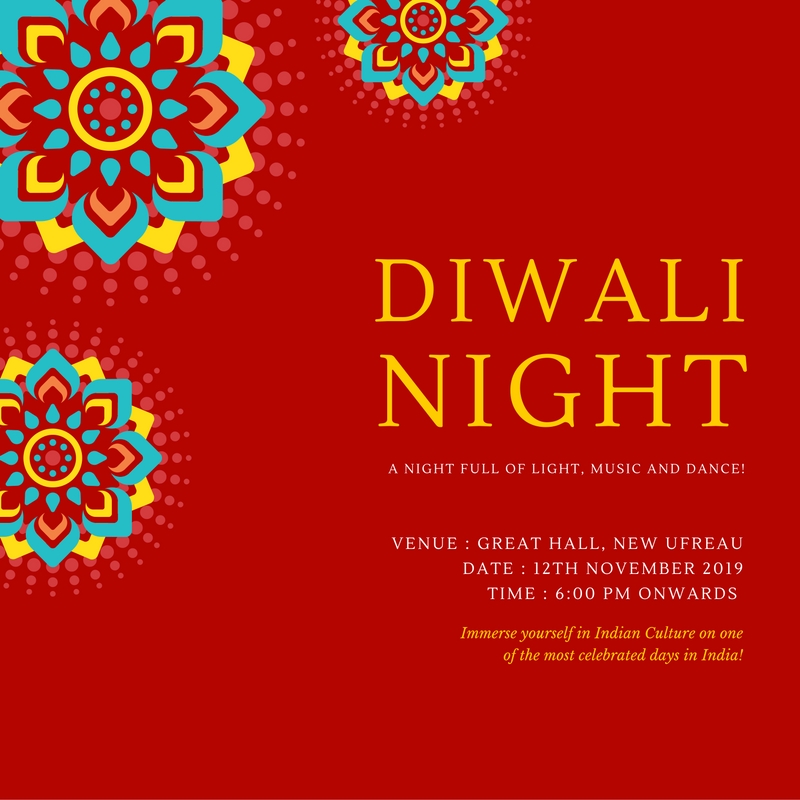 DIWALI
NIGHT
A NIGHT FULL OF LIGHT, MUSIC AND DANCE!
VENUE : GREAT HALL, NEW UFREAU
DATE : 12TH NOVEMBER 2019
TIME : 6:00 PM ONWARDS
Immerse yourself in Indian Culture on one
of the most celebrated days in India!